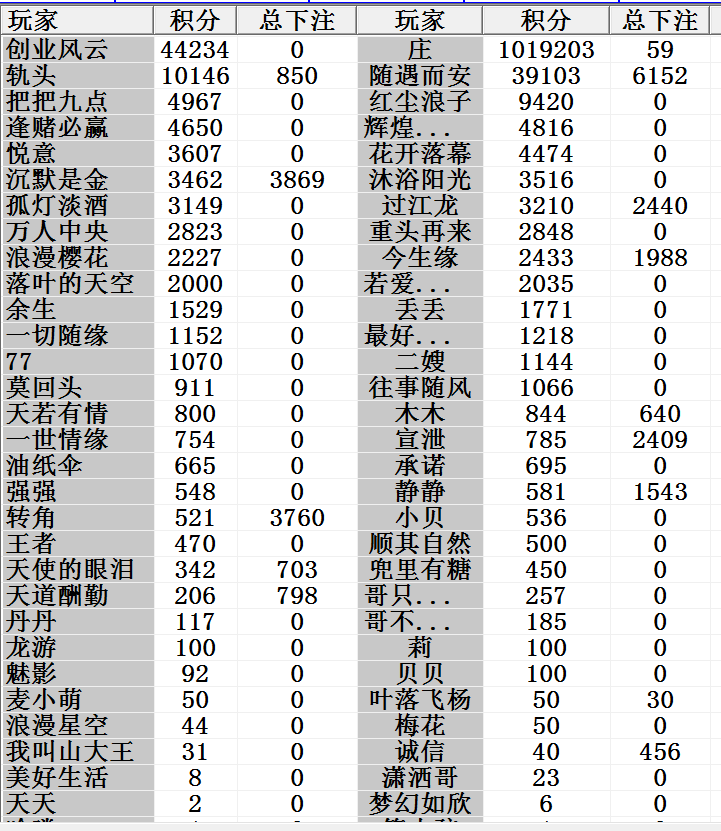 玩家 积分 总下注 玩家 积分 总下注
创业风云 44234 0 庄 1019203 59
轨头 10146 850 随遇而安 39103 6152
把把九点 4967 0 红尘浪子 9420 0
逢赌必赢 4650 0 辉煌... 4816 0
悦意 3607 0 花开落幕 4474 0
沉默是金 3462 3869 沐浴阳光 3516 0
孤灯淡酒 3149 0 过江龙 3210 2440
万人中央 2823 0 重头再来 2848 0
浪漫樱花 2227 0 今生缘 2433 1988
落叶的天空 2000 0 若爱... 2035 0
余生 1529 0 丢丢 1771 0
一切随缘 1152 0 最好... 1218 0
77 1070 0 二嫂 1144 0
莫回头 911 0 往事随风 1066 0
天若有情 800 0 木木 844 640
一世情缘 754 0 宣泄 785 2409
油纸伞 665 0 承诺 695 0
强强 548 0 静静 581 1543
转角 521 3760 小贝 536 0
王者 470 0 顺其自然 500 0
天使的眼泪 342 703 兜里有糖 450 0
天道酬勤 206 798 哥只... 257 0
丹丹 117 0 哥不... 185 0
龙游 100 0 莉 100 0
魅影 92 0 贝贝 100 0
麦小萌 50 0 叶落飞杨 50 30
浪漫星空 44 0 梅花 50 0
我叫山大王 31 0 诚信 40 456
美好生活 8 0 潇洒哥 23 0
天天 2 0 梦幻如欣 6 0